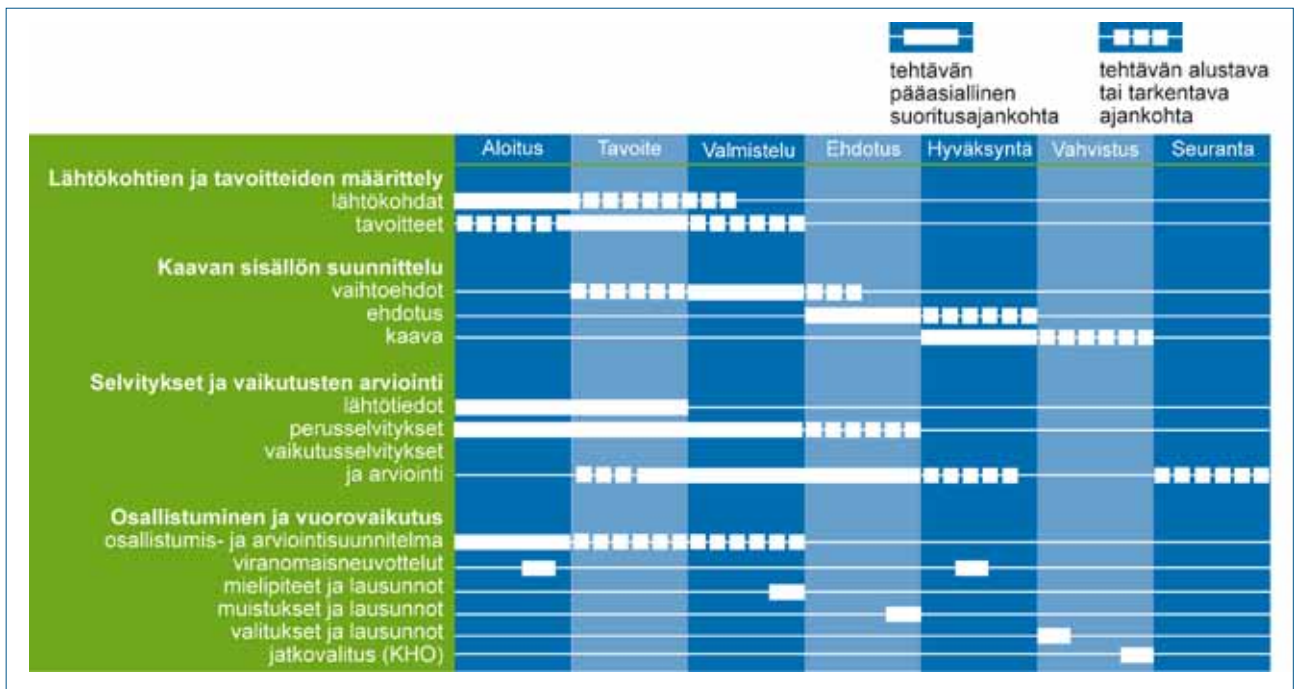 tehtävän
pääasiallinen
suoritusajankohta
tehtävän alustava
tai tarkentava
ajankohta
Aloitus Tavoite Valmistelu Ehdotus Hyväksyntä Vahvistus Seuranta
Lähtökohtien ja tavoitteiden määrittely
lähtökohdat
tavoitteet
Kaavan sisällön suunnittelu
vaihtoehdot
ehdotus
kaava
Selvitykset ja vaikutusten arviointi
lähtötiedot
perusselvitykset
vaikutusselvitykset
ja arviointi
Osallistuminen ja vuorovaikutus
osallistumis- ja arviointisuunnitelma
viranomaisneuvottelut
mielipiteet ja lausunnot
muistukset ja lausunnot
valitukset ja lausunnot
jatkovalitus (KHO)